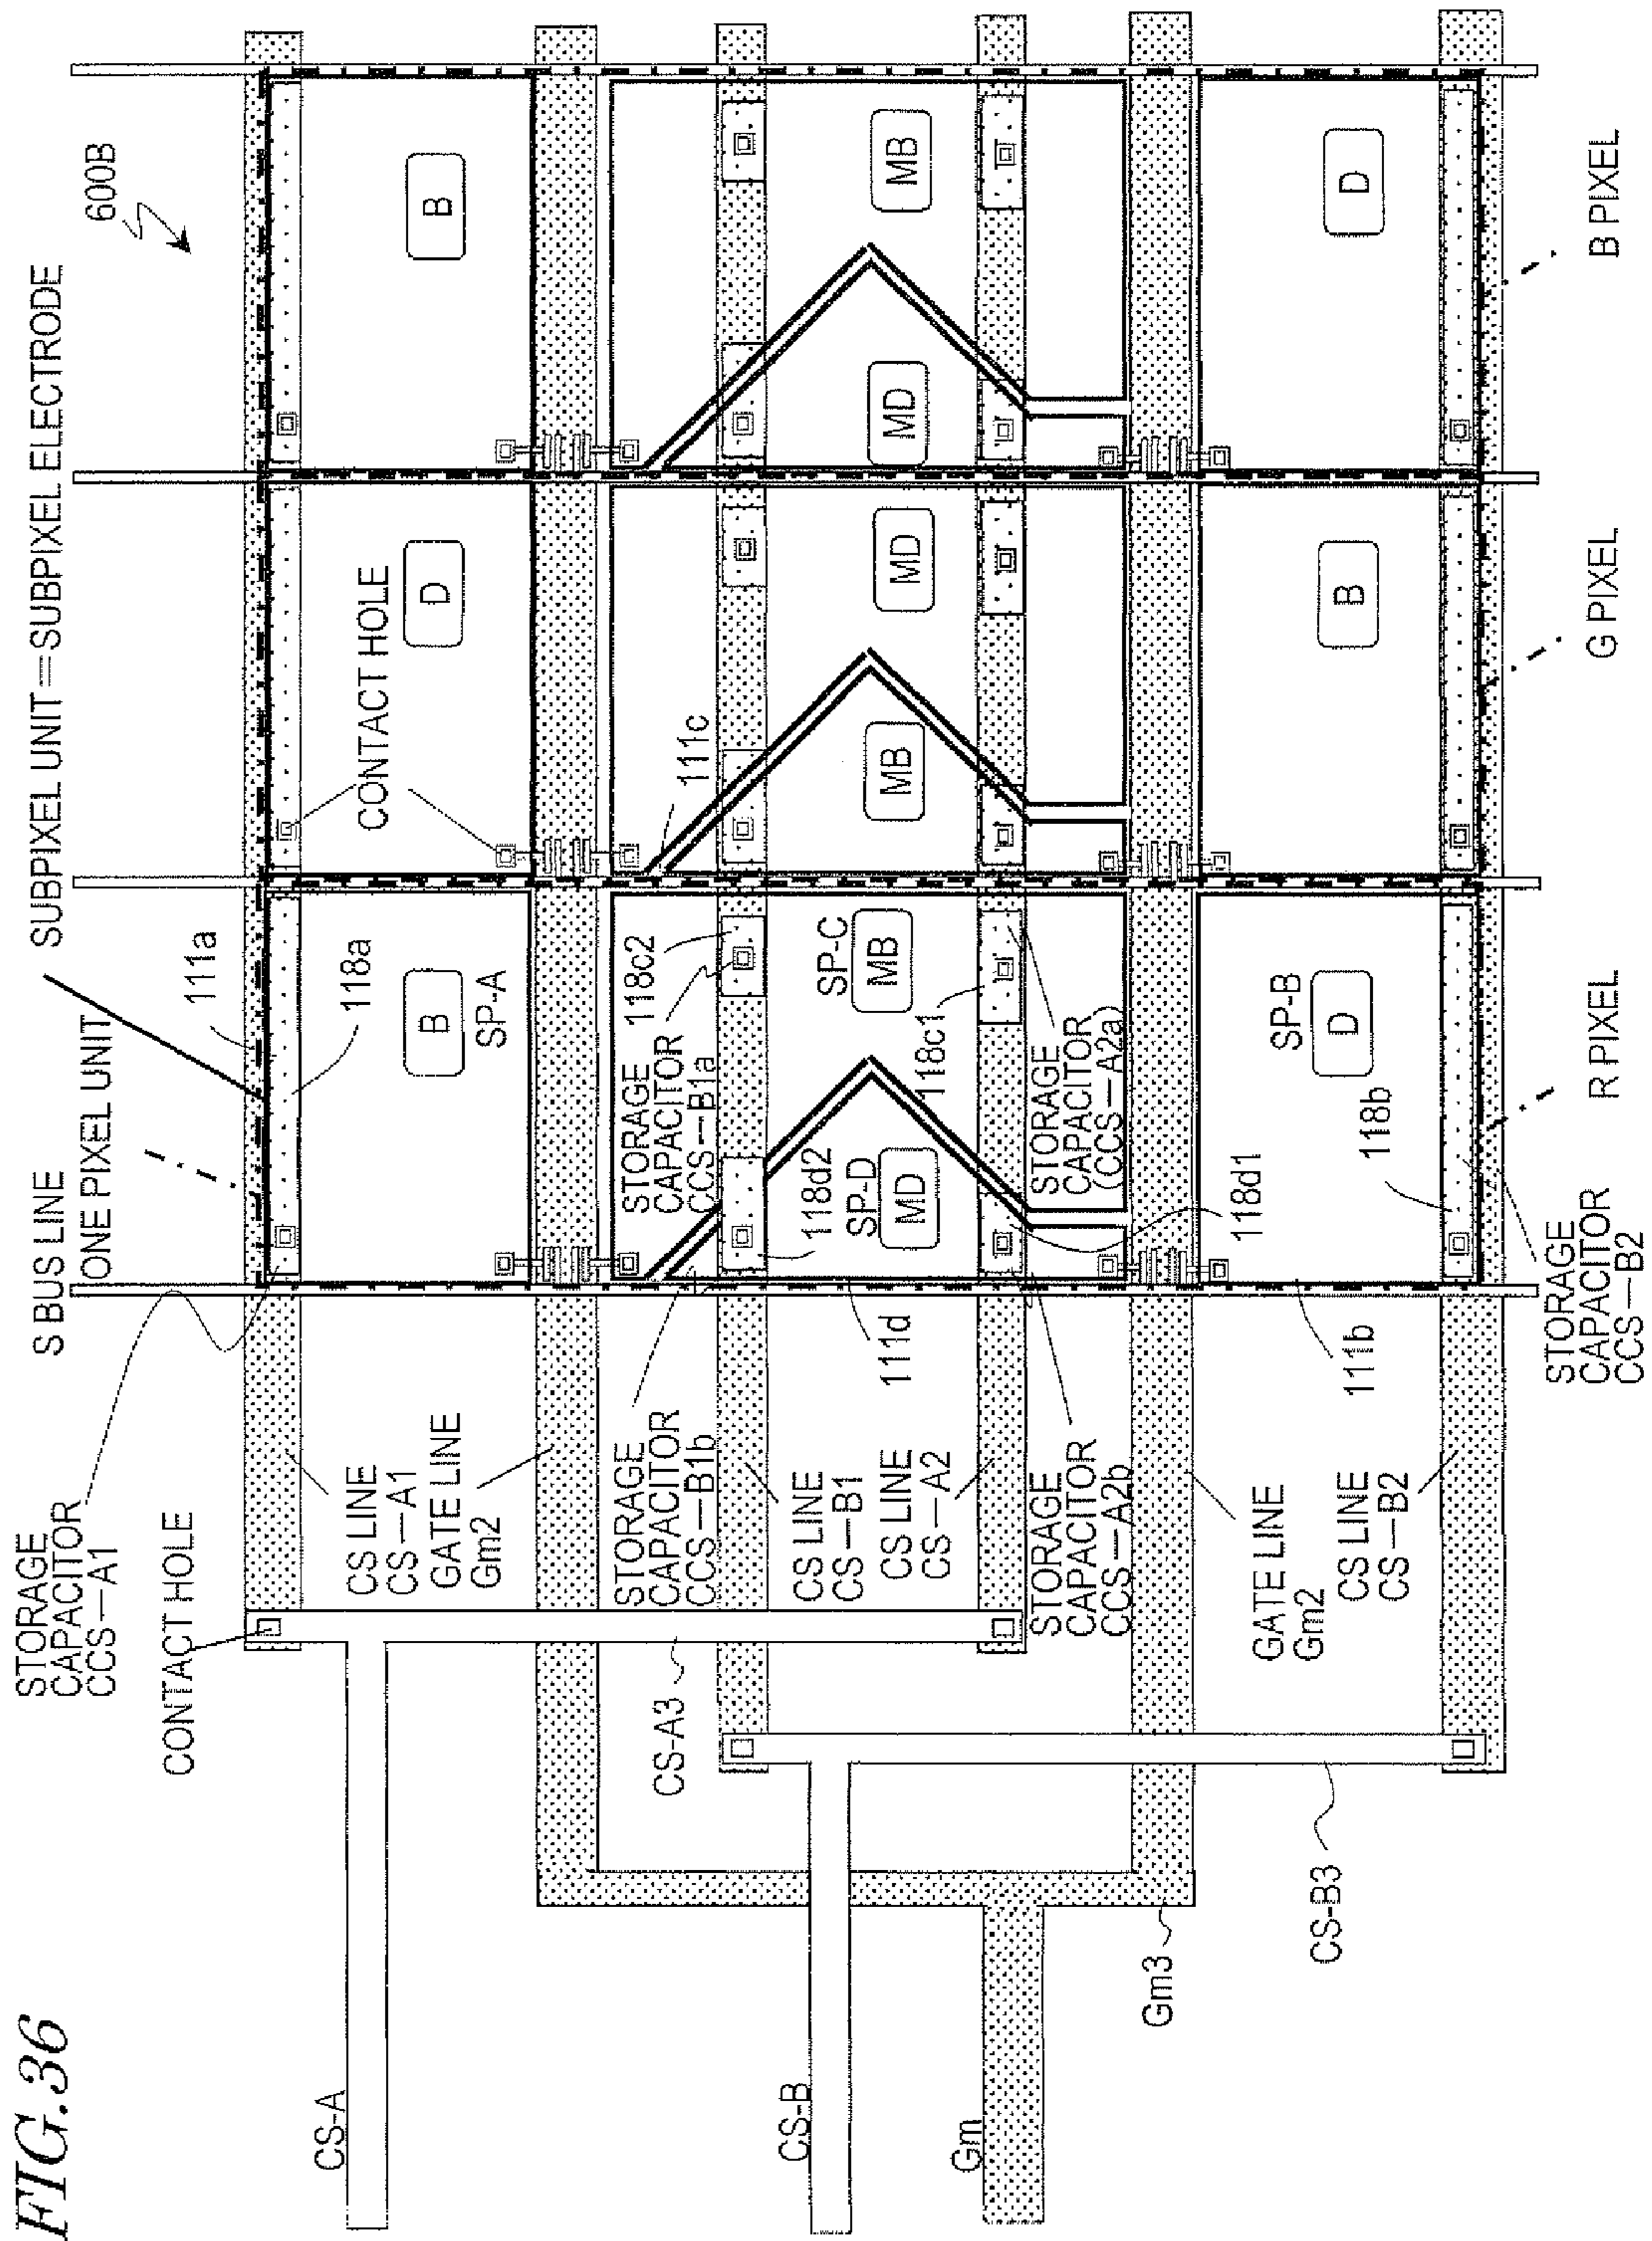 FIG.36
600B
SUBPIXEL UNIT=SUBPIXEL ELECTRODE
S BUS LINE
ONE PIXEL UNIT
111a
118a
STORAGE
CAPACITOR
CCS—A1
CONTACT HOLE
CONTACT HOLE
B
SP-A
D
B
CS LINE
CS—A1
GATE LINE
Gm2
CS-A
STORAGE
CAPACITOR
CCS—B1b
STORAGE
CAPACITOR
CCS—B1a
118c2
111c
CS-A3
CS LINE
CS—B1
CS LINE
CS—A2
118d2
SP-D
MD
SP-C
MB
MB
MD
MD
MB
111d
118c1
CS-B
STORAGE
CAPACITOR
CCS—A2b
STORAGE
CAPACITOR
(CCS—A2a)
Gm
Gm3
118d1
GATE LINE
Gm2
SP-B
D
B
D
111b
118b
CS LINE
CS—B2
CS-B3
STORAGE
CAPACITOR
CCS—B2
R PIXEL
G PIXEL
B PIXEL